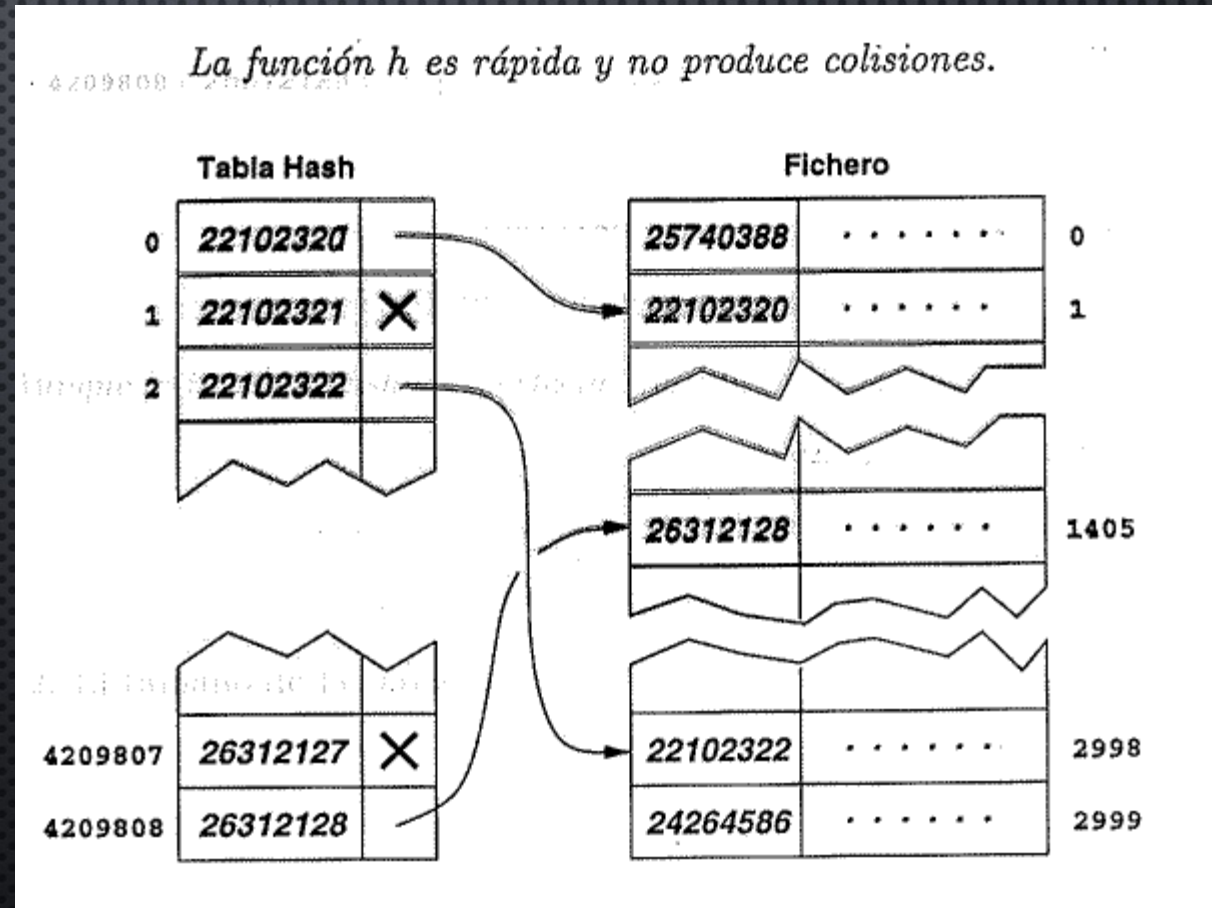 La función h es rápida y no produce colisiones.
4209808
Tabla Hash
Fichero
0 22102320
25740388 . . . . . . 0
1 22102321 X
22102320 . . . . . . 1
2 22102322
26312128 . . . . . . 1405
4209807 26312127 X
22102322 . . . . . . 2998
4209808 26312128
24264586 . . . . . . 2999